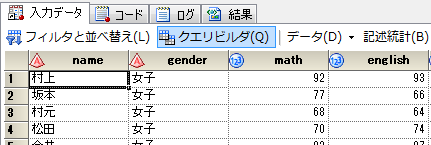 入力データ コード ログ 結果
フィルタと並べ替え(L) クエリビルダ(Q) データ(D) 記述統計(B)
name gender math english
1 村上 女子 92 93
2 坂本 女子 77 66
3 村元 女子 68 64
4 松田 女子 70 74